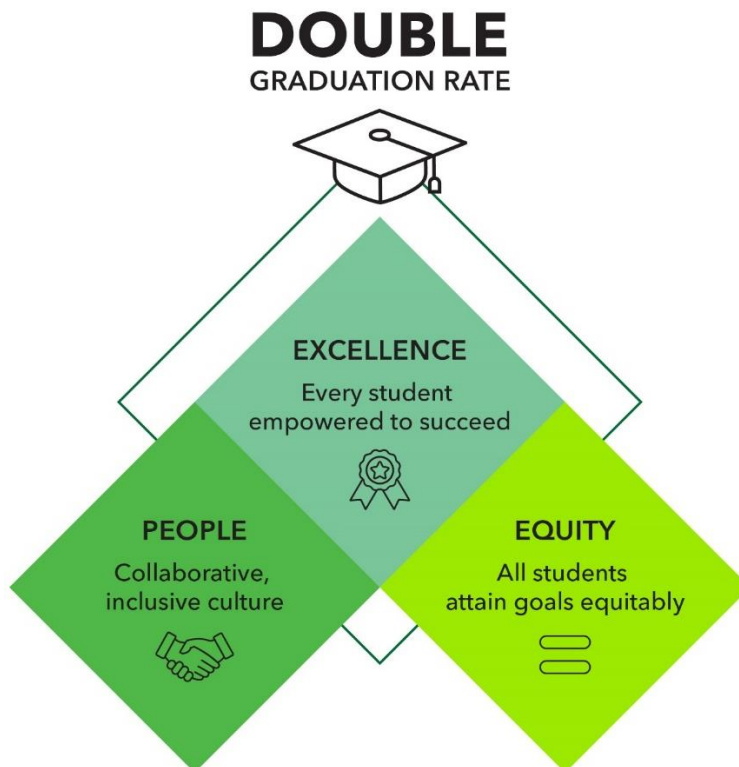 DOUBLE
GRADUATION RATE
EXCELLENCE
Every student
empowered to succeed
PEOPLE
Collaborative,
inclusive culture
EQUITY
All students
attain goals equitably